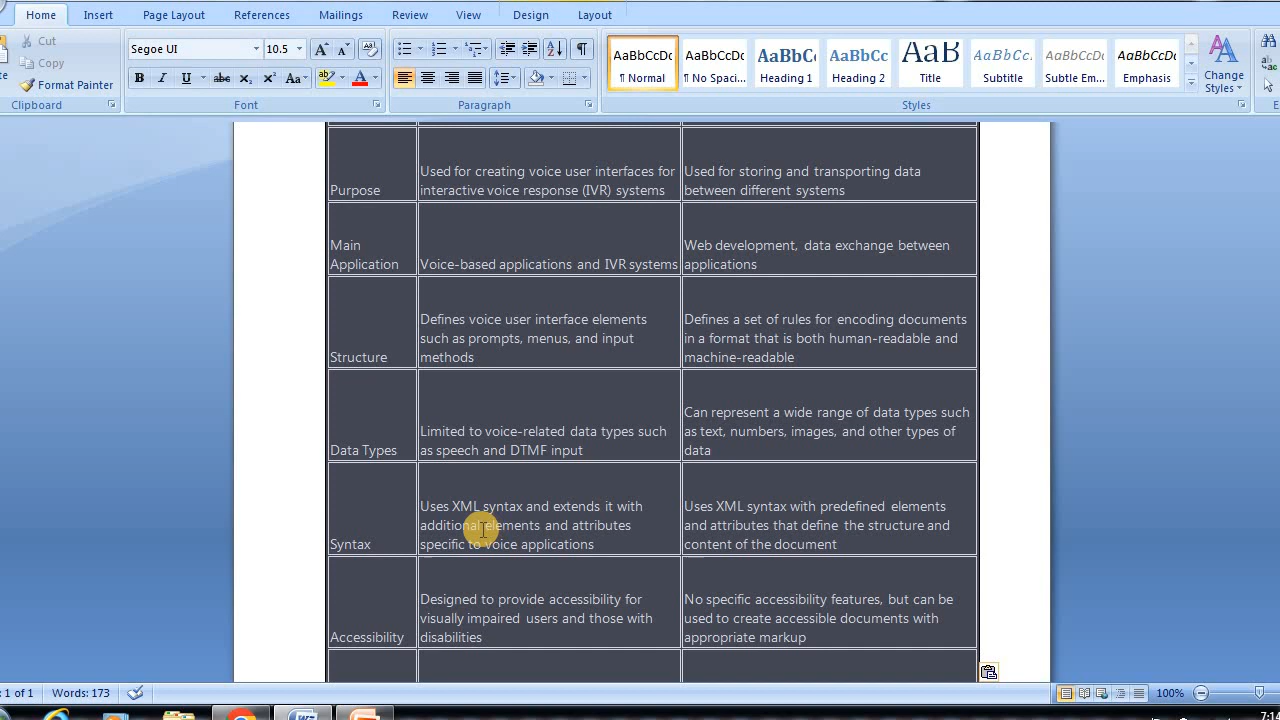 Home Insert Page Layout References Mailings Review View Design Layout
Cut
Copy
Format Painter
Clipboard
Segoe UI 10.5
Font
Paragraph
AaBbCcDc AaBbCcDc AaBbC AaBbCc AaB AaBbCc. AaBbCcDc AaBbCcDc
¶ Normal ¶ No Spaci... Heading 1 Heading 2 Title Subtitle Subtle Em... Emphasis
Change
Styles
Styles
Purpose
Used for creating voice user interfaces for
interactive voice response (IVR) systems
Used for storing and transporting data
between different systems
Main
Application
Voice-based applications and IVR systems
Web development, data exchange between
applications
Structure
Defines voice user interface elements
such as prompts, menus, and input
methods
Defines a set of rules for encoding documents
in a format that is both human-readable and
machine-readable
Data Types
Limited to voice-related data types such
as speech and DTMF input
Can represent a wide range of data types such
as text, numbers, images, and other types of
data
Syntax
Uses XML syntax and extends it with
additional elements and attributes
specific to voice applications
Uses XML syntax with predefined elements
and attributes that define the structure and
content of the document
Accessibility
Designed to provide accessibility for
visually impaired users and those with
disabilities
No specific accessibility features, but can be
used to create accessible documents with
appropriate markup
: 1 of 1 Words: 173 100%